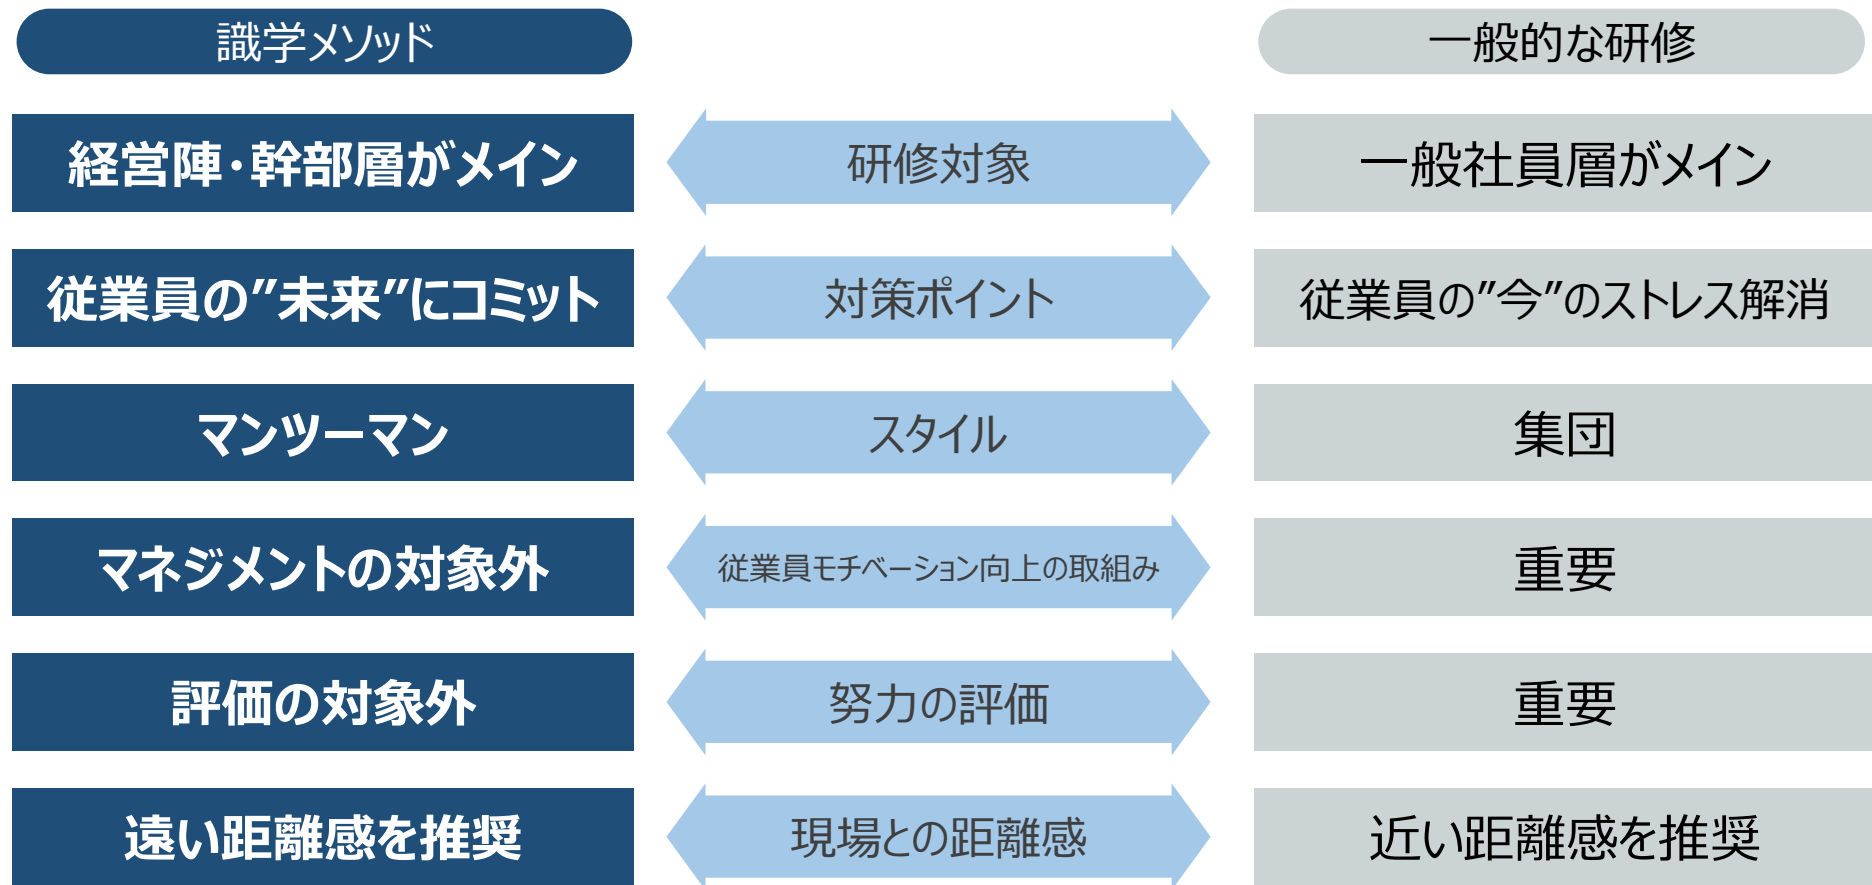 識学メソッド
一般的な研修
経営陣・幹部層がメイン
研修対象
一般社員層がメイン
従業員の”未来”にコミット
対策ポイント
従業員の”今”のストレス解消
マンツーマン
スタイル
集団
マネジメントの対象外
従業員モチベーション向上の取組み
重要
評価の対象外
努力の評価
重要
遠い距離感を推奨
現場との距離感
近い距離感を推奨